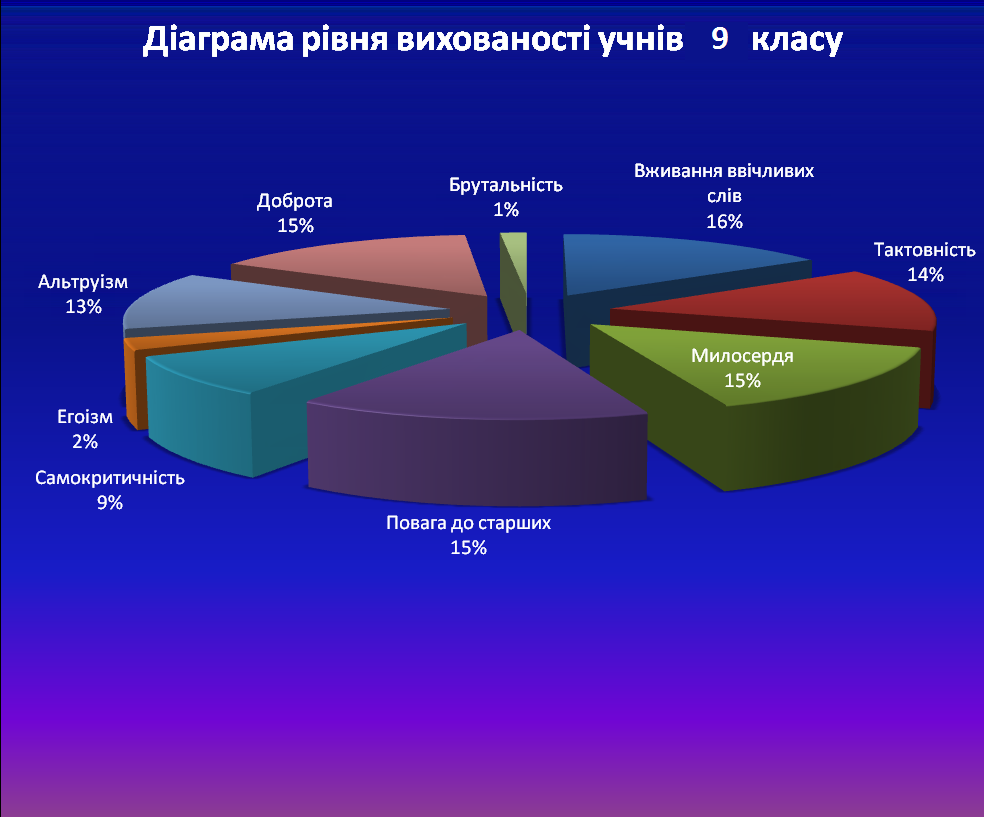 Діаграма рівня вихованості учнів 9 класу
Брутальність
1%
Вживання ввічливих
слів
16%
Доброта
15%
Тактовність
14%
Альтруїзм
13%
Милосердя
15%
Егоїзм
2%
Самокритичність
9%
Повага до старших
15%